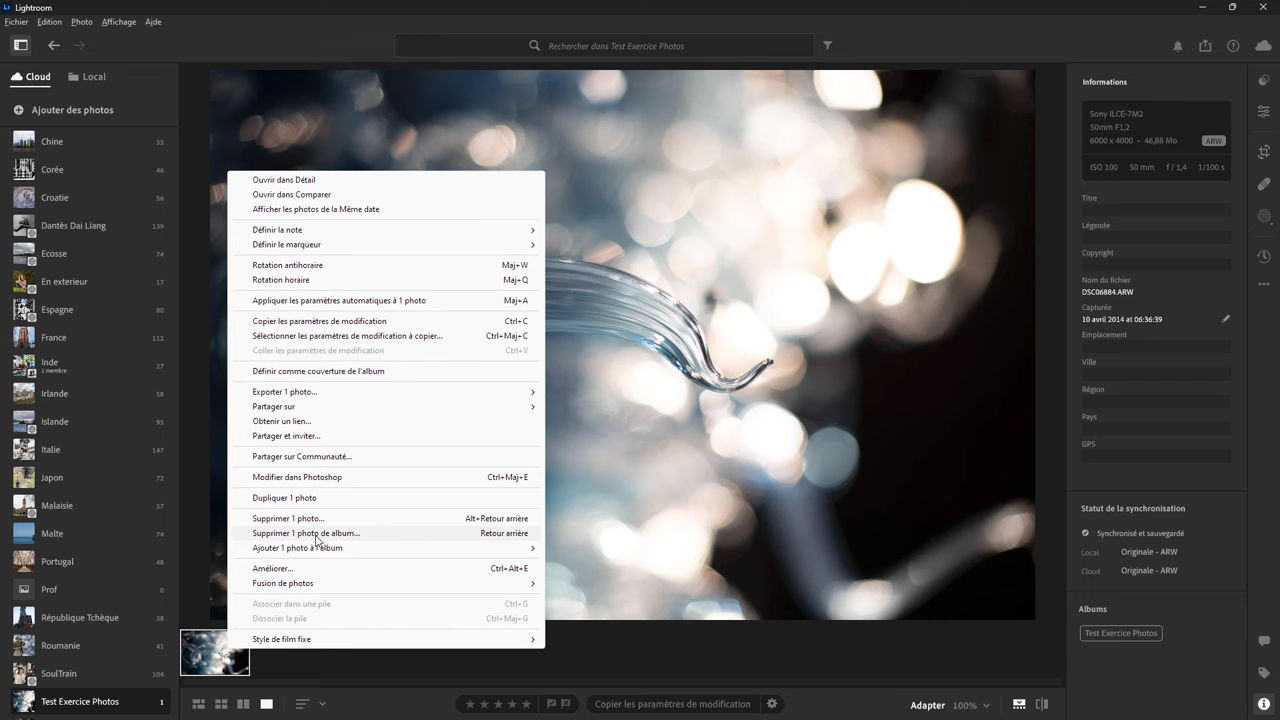 Lightroom
Fichier Edition Photo Affichage Aide
Rechercher dans Test Exercice Photos
Cloud Local
Ajouter des photos
Chine 35
Corée 46
Croatie 56
Dantès Dai Liang 139
Ecosse 84
En exterieur 17
Espagne 80
France 112
Inde 27
1 membre
Irlande 58
Islande 95
Italie 147
Japon 72
Malaisie 37
Malte 42
Portugal 62
Prof 0
République Tchèque 38
Roumanie 41
SoulTrain 104
Test Exercice Photos 1
Ouvrir dans Détail
Ouvrir dans Comparer
Afficher les photos de la Méme date
Définir la note
Définir le marqueur
Rotation antihoraire Maj+W
Rotation horaire Maj+Q
Appliquer les paramètres automatiques à 1 photo Maj+A
Copier les paramètres de modification Ctrl+C
Sélectionner les paramètres de modification à copier... Ctrl+Maj+C
Coller les paramètres de modification Ctrl+V
Définir comme couverture de l'album
Exporter 1 photo...
Partager sur
Obtenir un lien...
Partager et inviter...
Partager sur Communauté...
Modifier dans Photoshop Ctrl+Maj+E
Dupliquer 1 photo
Supprimer 1 photo... Alt+Retour arrière
Supprimer 1 photo de album... Retour arrière
Ajouter 1 photo à l'album
Améliorer... Ctrl+Alt+E
Fusion de photos
Associer dans une pile Ctrl+G
Dissocier la pile Ctrl+Maj+G
Style de film fixe
Copier les paramètres de modification
Adapter 100%
Informations
Sony ILCE-7M2
50mm F1,2
6000 x 4000 • 46,88 Mo ARW
ISO 100 50 mm f / 1,4 1/100 s
Titre
Légende
Copyright
Nom du fichier
DSC06884.ARW
Capturée
10 avril 2014 at 06:36:39
Emplacement
Ville
Région
Pays
GPS
Statut de la synchronisation
Synchronisé et sauvegardé
Local Originale - ARW
Cloud Originale - ARW
Albums
Test Exercice Photos